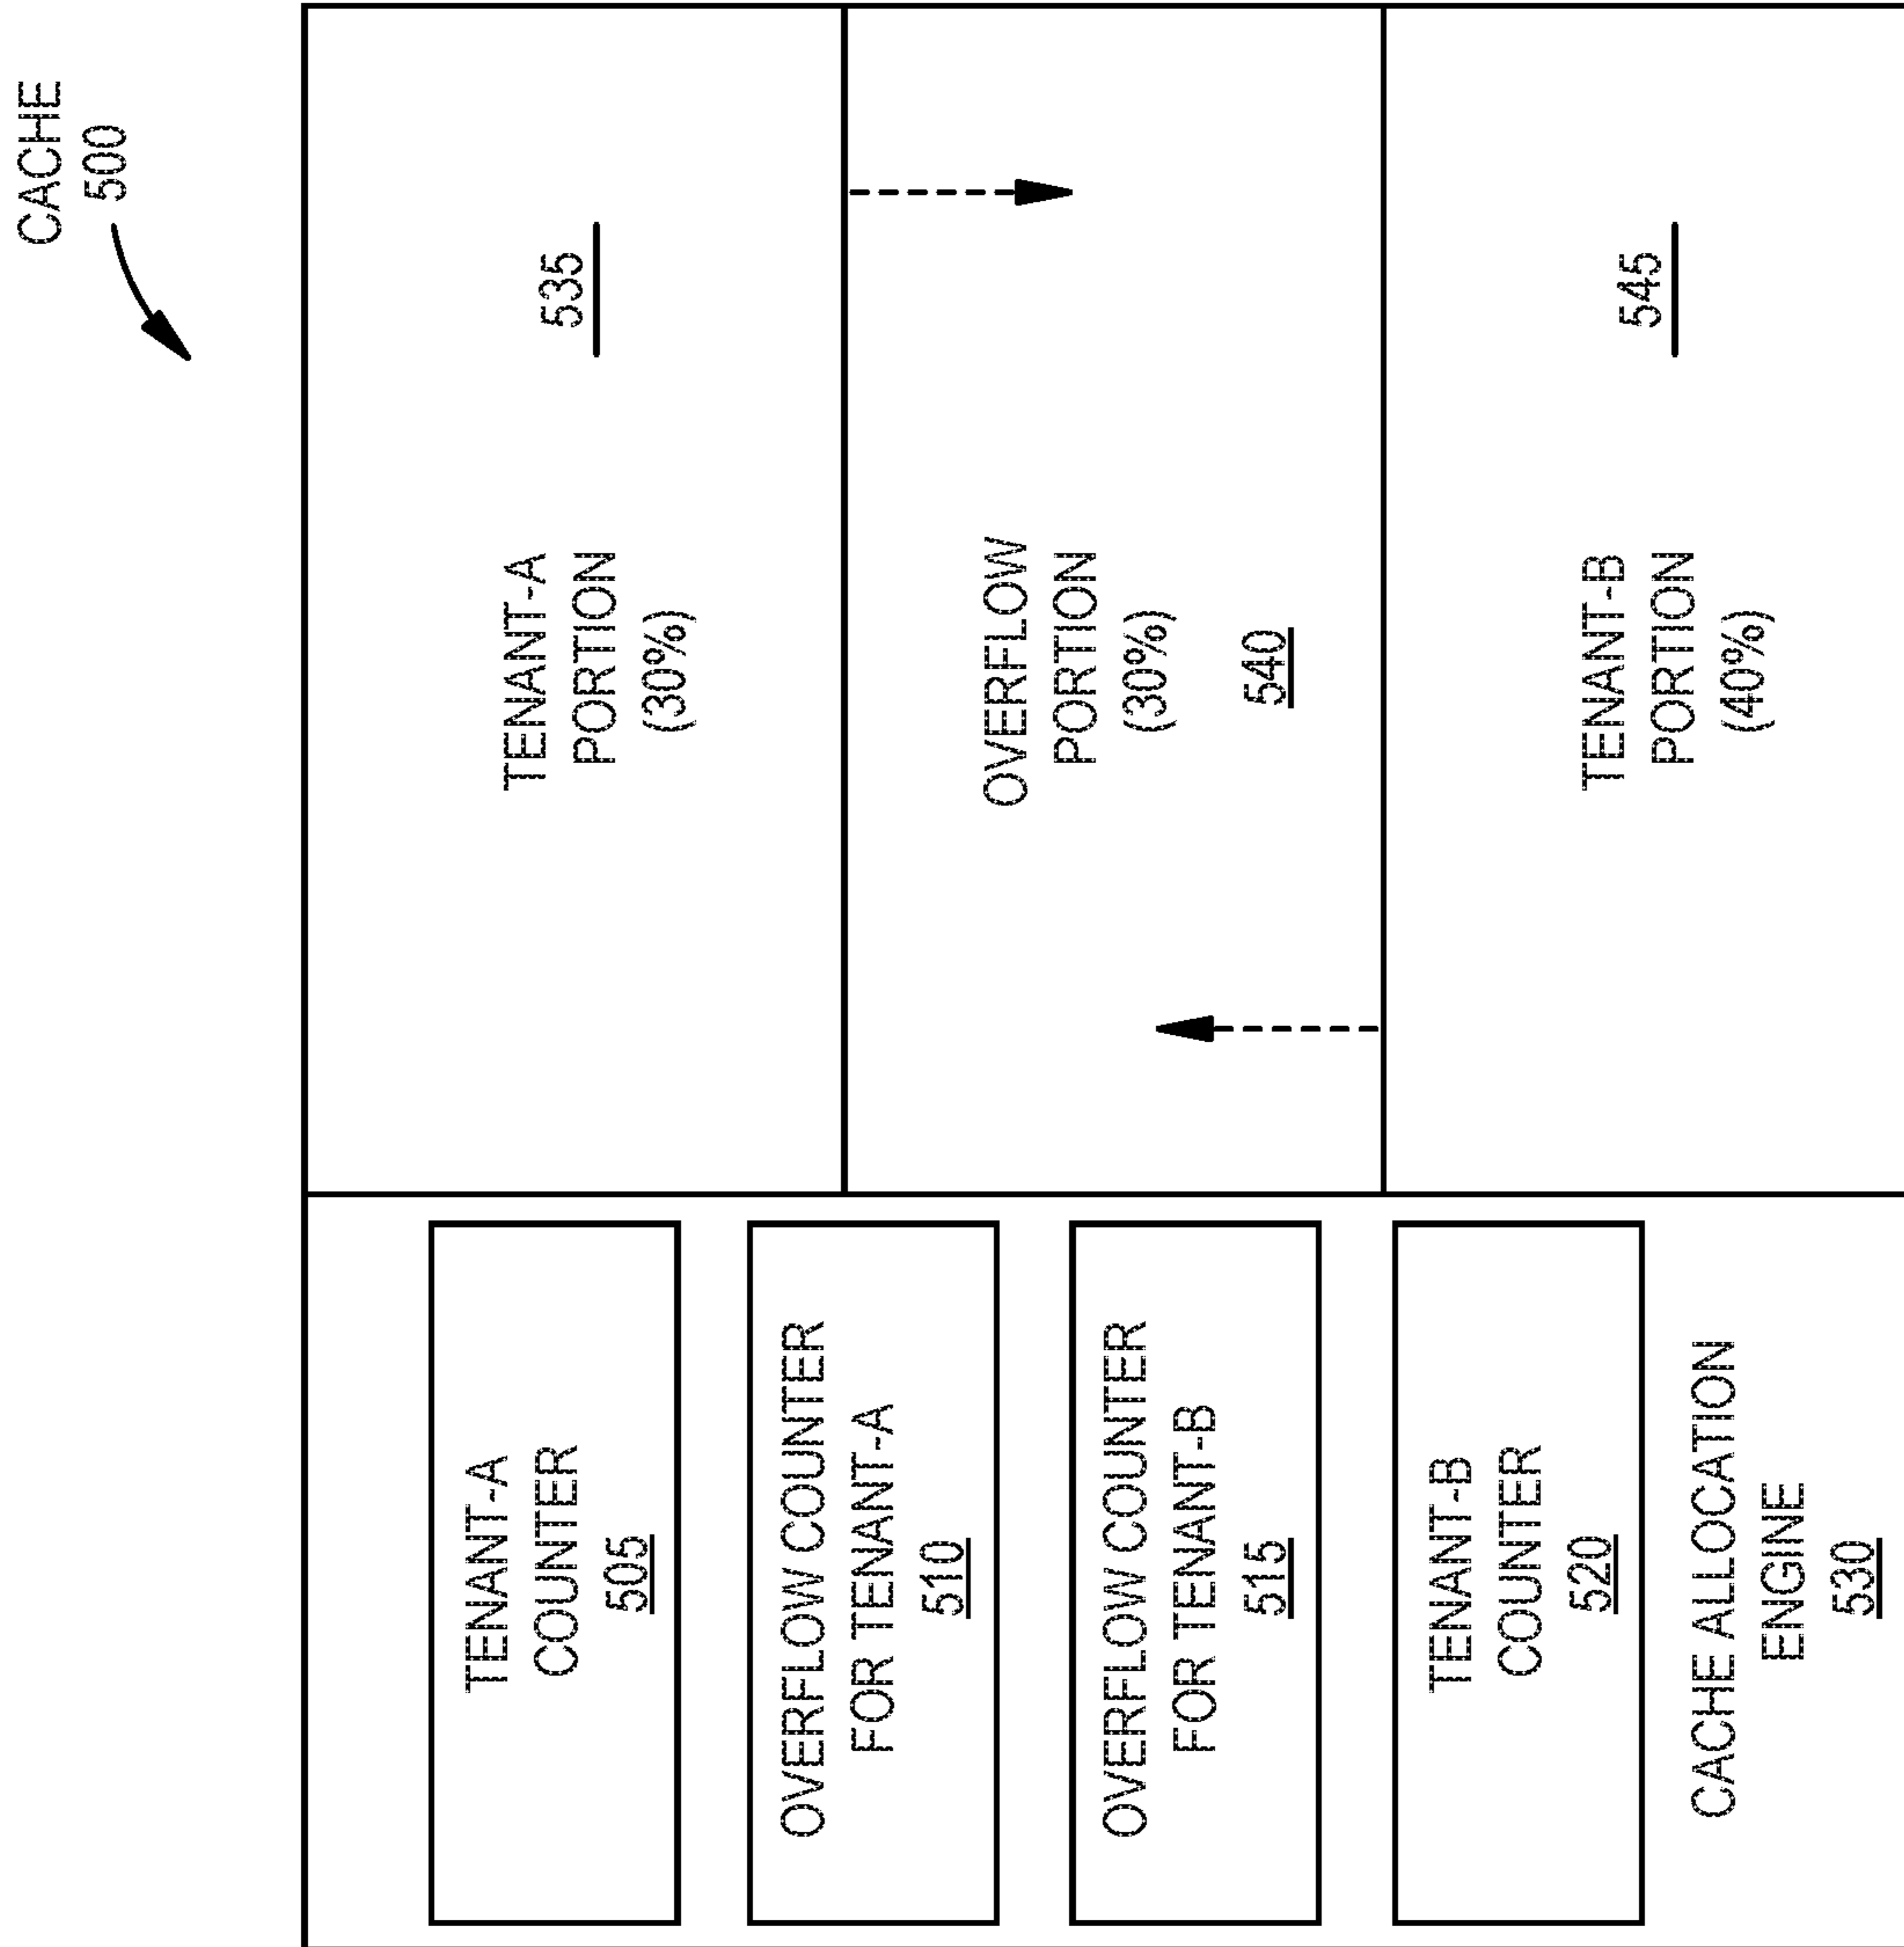 CACHE
500
TENANT-A
COUNTER
505
OVERFLOW COUNTER
FOR TENANT-A
510
OVERFLOW COUNTER
FOR TENANT-B
515
TENANT-B
COUNTER
520
CACHE ALLOCATION
ENGINE
530
TENANT-A
PORTION
(30%)
535
OVERFLOW
PORTION
(30%)
540
TENANT-B
PORTION
(40%)
545